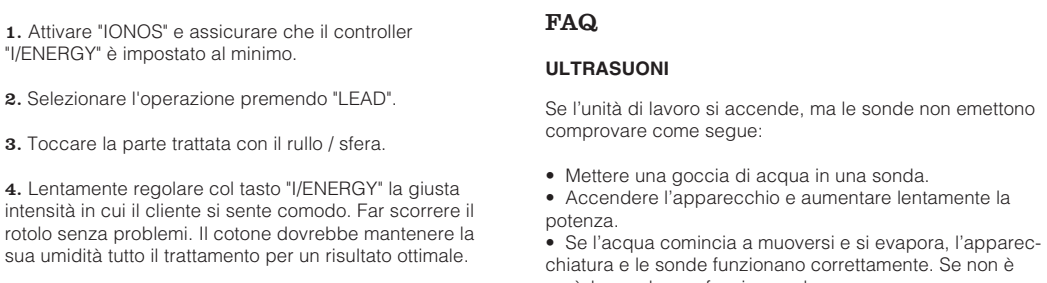 1. Attivare "IONOS" e assicurare che il controller
"I/ENERGY" è impostato al minimo.
2. Selezionare l'operazione premendo "LEAD".
3. Toccare la parte trattata con il rullo / sfera.
4. Lentamente regolare col tasto "I/ENERGY" la giusta
intensità in cui il cliente si sente comodo. Far scorrere il
rotolo senza problemi. Il cotone dovrebbe mantenere la
sua umidità tutto il trattamento per un risultato ottimale.
FAQ
ULTRASUONI
Se l'unità di lavoro si accende, ma le sonde non emettono
comprovare come segue:
• Mettere una goccia di acqua in una sonda.
• Accendere l'apparecchio e aumentare lentamente la
potenza.
• Se l'acqua comincia a muoversi e si evapora, l'apparec-
chiatura e le sonde funzionano correttamente. Se non è